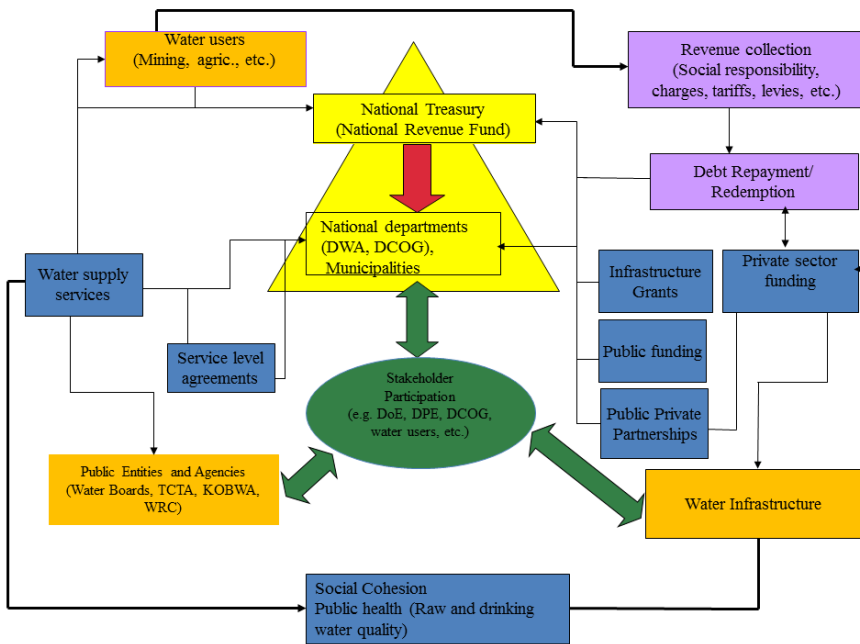 Water users
(Mining, agric., etc.)
Revenue collection
(Social responsibility,
charges, tariffs, levies, etc.)
National Treasury
(National Revenue Fund)
Debt Repayment/
Redemption
National departments
(DWA, DCOG),
Municipalities
Water supply
services
Infrastructure
Grants
Private sector
funding
Service level
agreements
Public funding
Stakeholder
Participation
(e.g. DoE, DPE, DCOG,
water users, etc.)
Public Private
Partnerships
Public Entities and Agencies
(Water Boards, TCTA, KOBWA,
WRC)
Water Infrastructure
Social Cohesion
Public health (Raw and drinking
water quality)